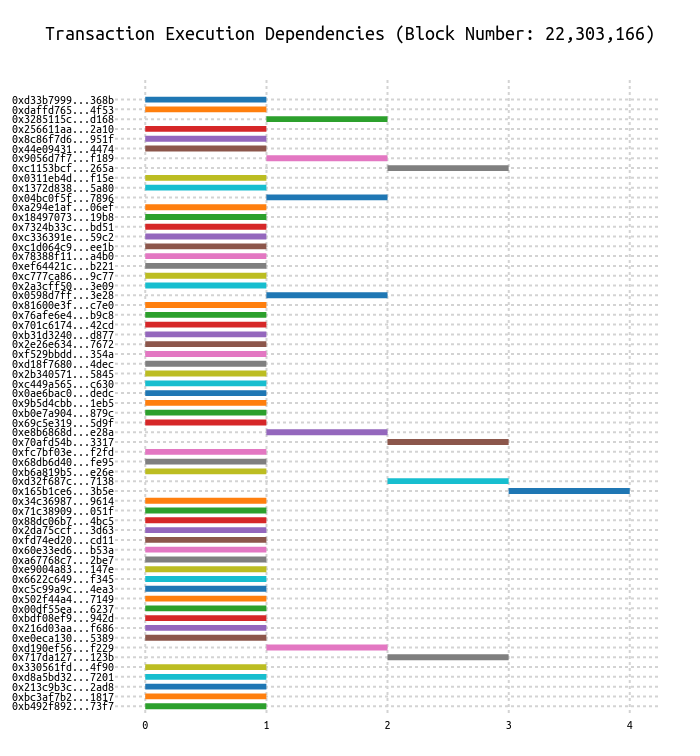 Transaction Execution Dependencies (Block Number: 22,303,166)
0xd33b7999...368b
0xdaffd765...4f53
0x3285115c...d168
0x256611aa...2a10
0x8c86f7d6...951f
0x44e09431...4474
0x9056d7f7...f189
0xc1153bcf...265a
0x0311eb4d...f15e
0x1372d838...5a80
0x04bc0f5f...7896
0xa294e1af...06ef
0x18497073...19b8
0x7324b33c...bd51
0xc336391e...59c2
0xc1d064c9...ee1b
0x78388f11...a4b0
0xef64421c...b221
0xc777ca86...9c77
0x2a3cff50...3e09
0x0598d7ff...3e28
0x81600e3f...c7e0
0x76afe6e4...b9c8
0x701c6174...42cd
0xb31d3240...d877
0x2e26e634...7672
0xf529bbdd...354a
0xd18f7680...4dec
0x2b340571...5845
0xc449a565...c630
0x0ae6bac0...dedc
0x9b5d4cbb...1eb5
0xb0e7a904...879c
0x69c5e319...5d9f
0xe8b6868d...e28a
0x70afd54b...3317
0xfc7bf03e...f2fd
0x68db6d40...fe95
0xb6a819b5...e26e
0xd32f687c...7138
0x165b1ce6...3b5e
0x34c36987...9614
0x71c38909...051f
0x88dc06b7...4bc5
0x2da75ccf...3d63
0xfd74ed20...cd11
0x60e33ed6...b53a
0xa67768c7...2be7
0xe9004a83...147e
0x6622c649...f345
0xc5c99a9c...4ea3
0x502f44a4...7149
0x00df55ea...6237
0xbdf08ef9...942d
0x216d03aa...f686
0xe0eca130...5389
0xd190ef56...f229
0x717da127...123b
0x330561fd...4f90
0xd8a5bd32...7201
0x213c9b3c...2ad8
0xbc3af7b2...1817
0xb492f892...73f7
0 1 2 3 4